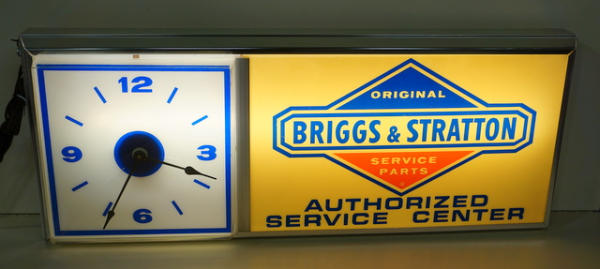 12
9
3
6
ORIGINAL
BRIGGS & STRATTON
SERVICE
PARTS
AUTHORIZED
SERVICE CENTER